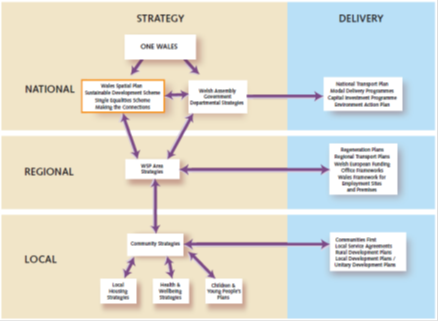 STRATEGY
DELIVERY
ONE WALES
NATIONAL
Wales Spatial Plan
Sustainable Development Scheme
Single Equalities Scheme
Making the Connections
Welsh Assembly
Government
Departmental Strategies
National Transport Plan
Modal Delivery Programmes
Capital Investment Programme
Environment Action Plan
REGIONAL
WSP Area
Strategies
Regeneration Plans
Regional Transport Plans
Welsh European Funding
Office Frameworks
Wales Framework for
Employment Sites
and Premises
LOCAL
Community Strategies
Communities First
Local Service Agreements
Rural Development Plans
Local Development Plans /
Unitary Development Plans
Local
Housing
Strategies
Health &
Wellbeing
Strategies
Children &
Young People's
Plans